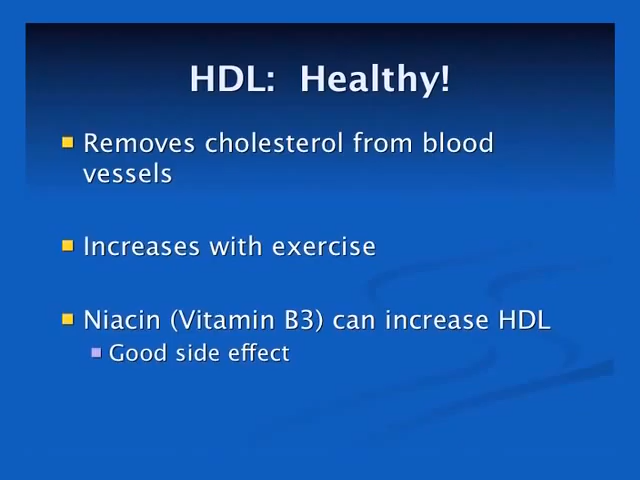 HDL:  Healthy!
Removes cholesterol from blood
vessels
Increases with exercise
Niacin (Vitamin B3) can increase HDL
Good side effect